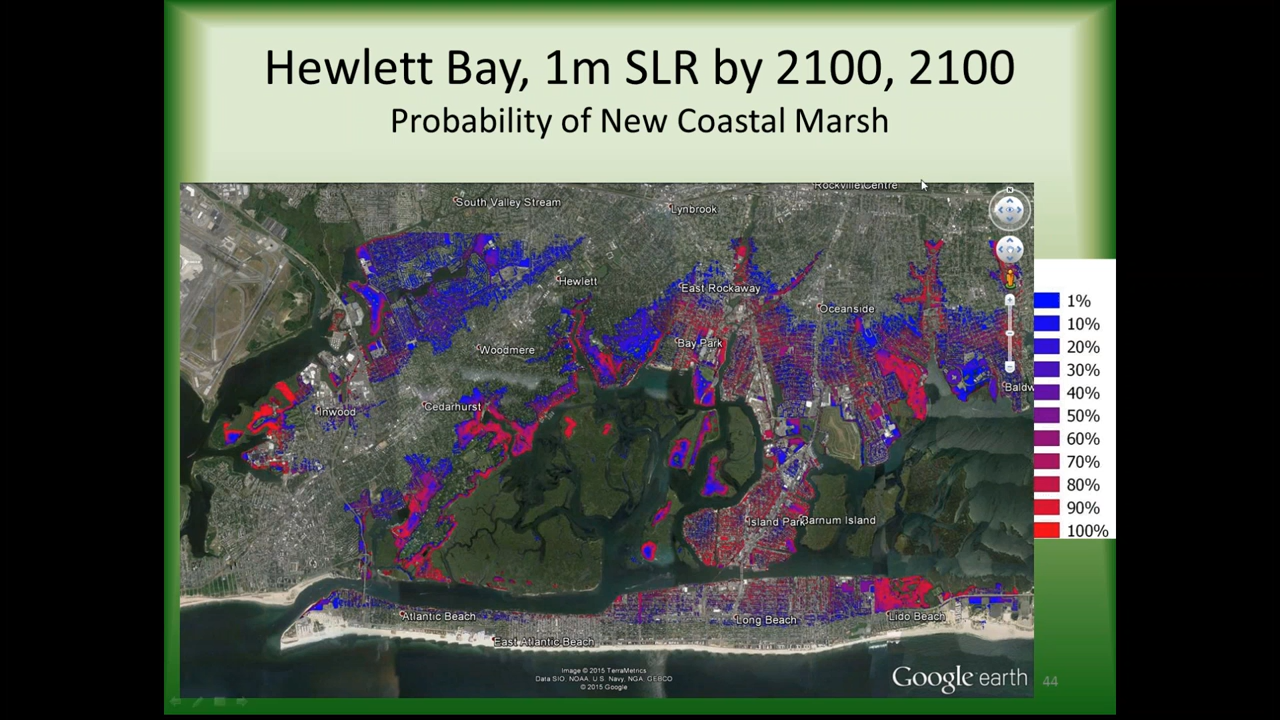 Hewlett Bay, 1m SLR by 2100, 2100
Probability of New Coastal Marsh
Rockville Centre
South Valley Stream
Lynbrook
Hewlett
East Rockaway
Oceanside
Woodmere
Bay Park
Baldw
Inwood
Cedarhurst
Island Park
Barnum Island
Atlantic Beach
Long Beach
Lido Beach
East Atlantic Beach
1%
10%
20%
30%
40%
50%
60%
70%
80%
90%
100%
Image © 2015 TerraMetrics
Data SIO, NOAA, U.S. Navy, NGA, GEBCO
© 2015 Google
Google earth
44